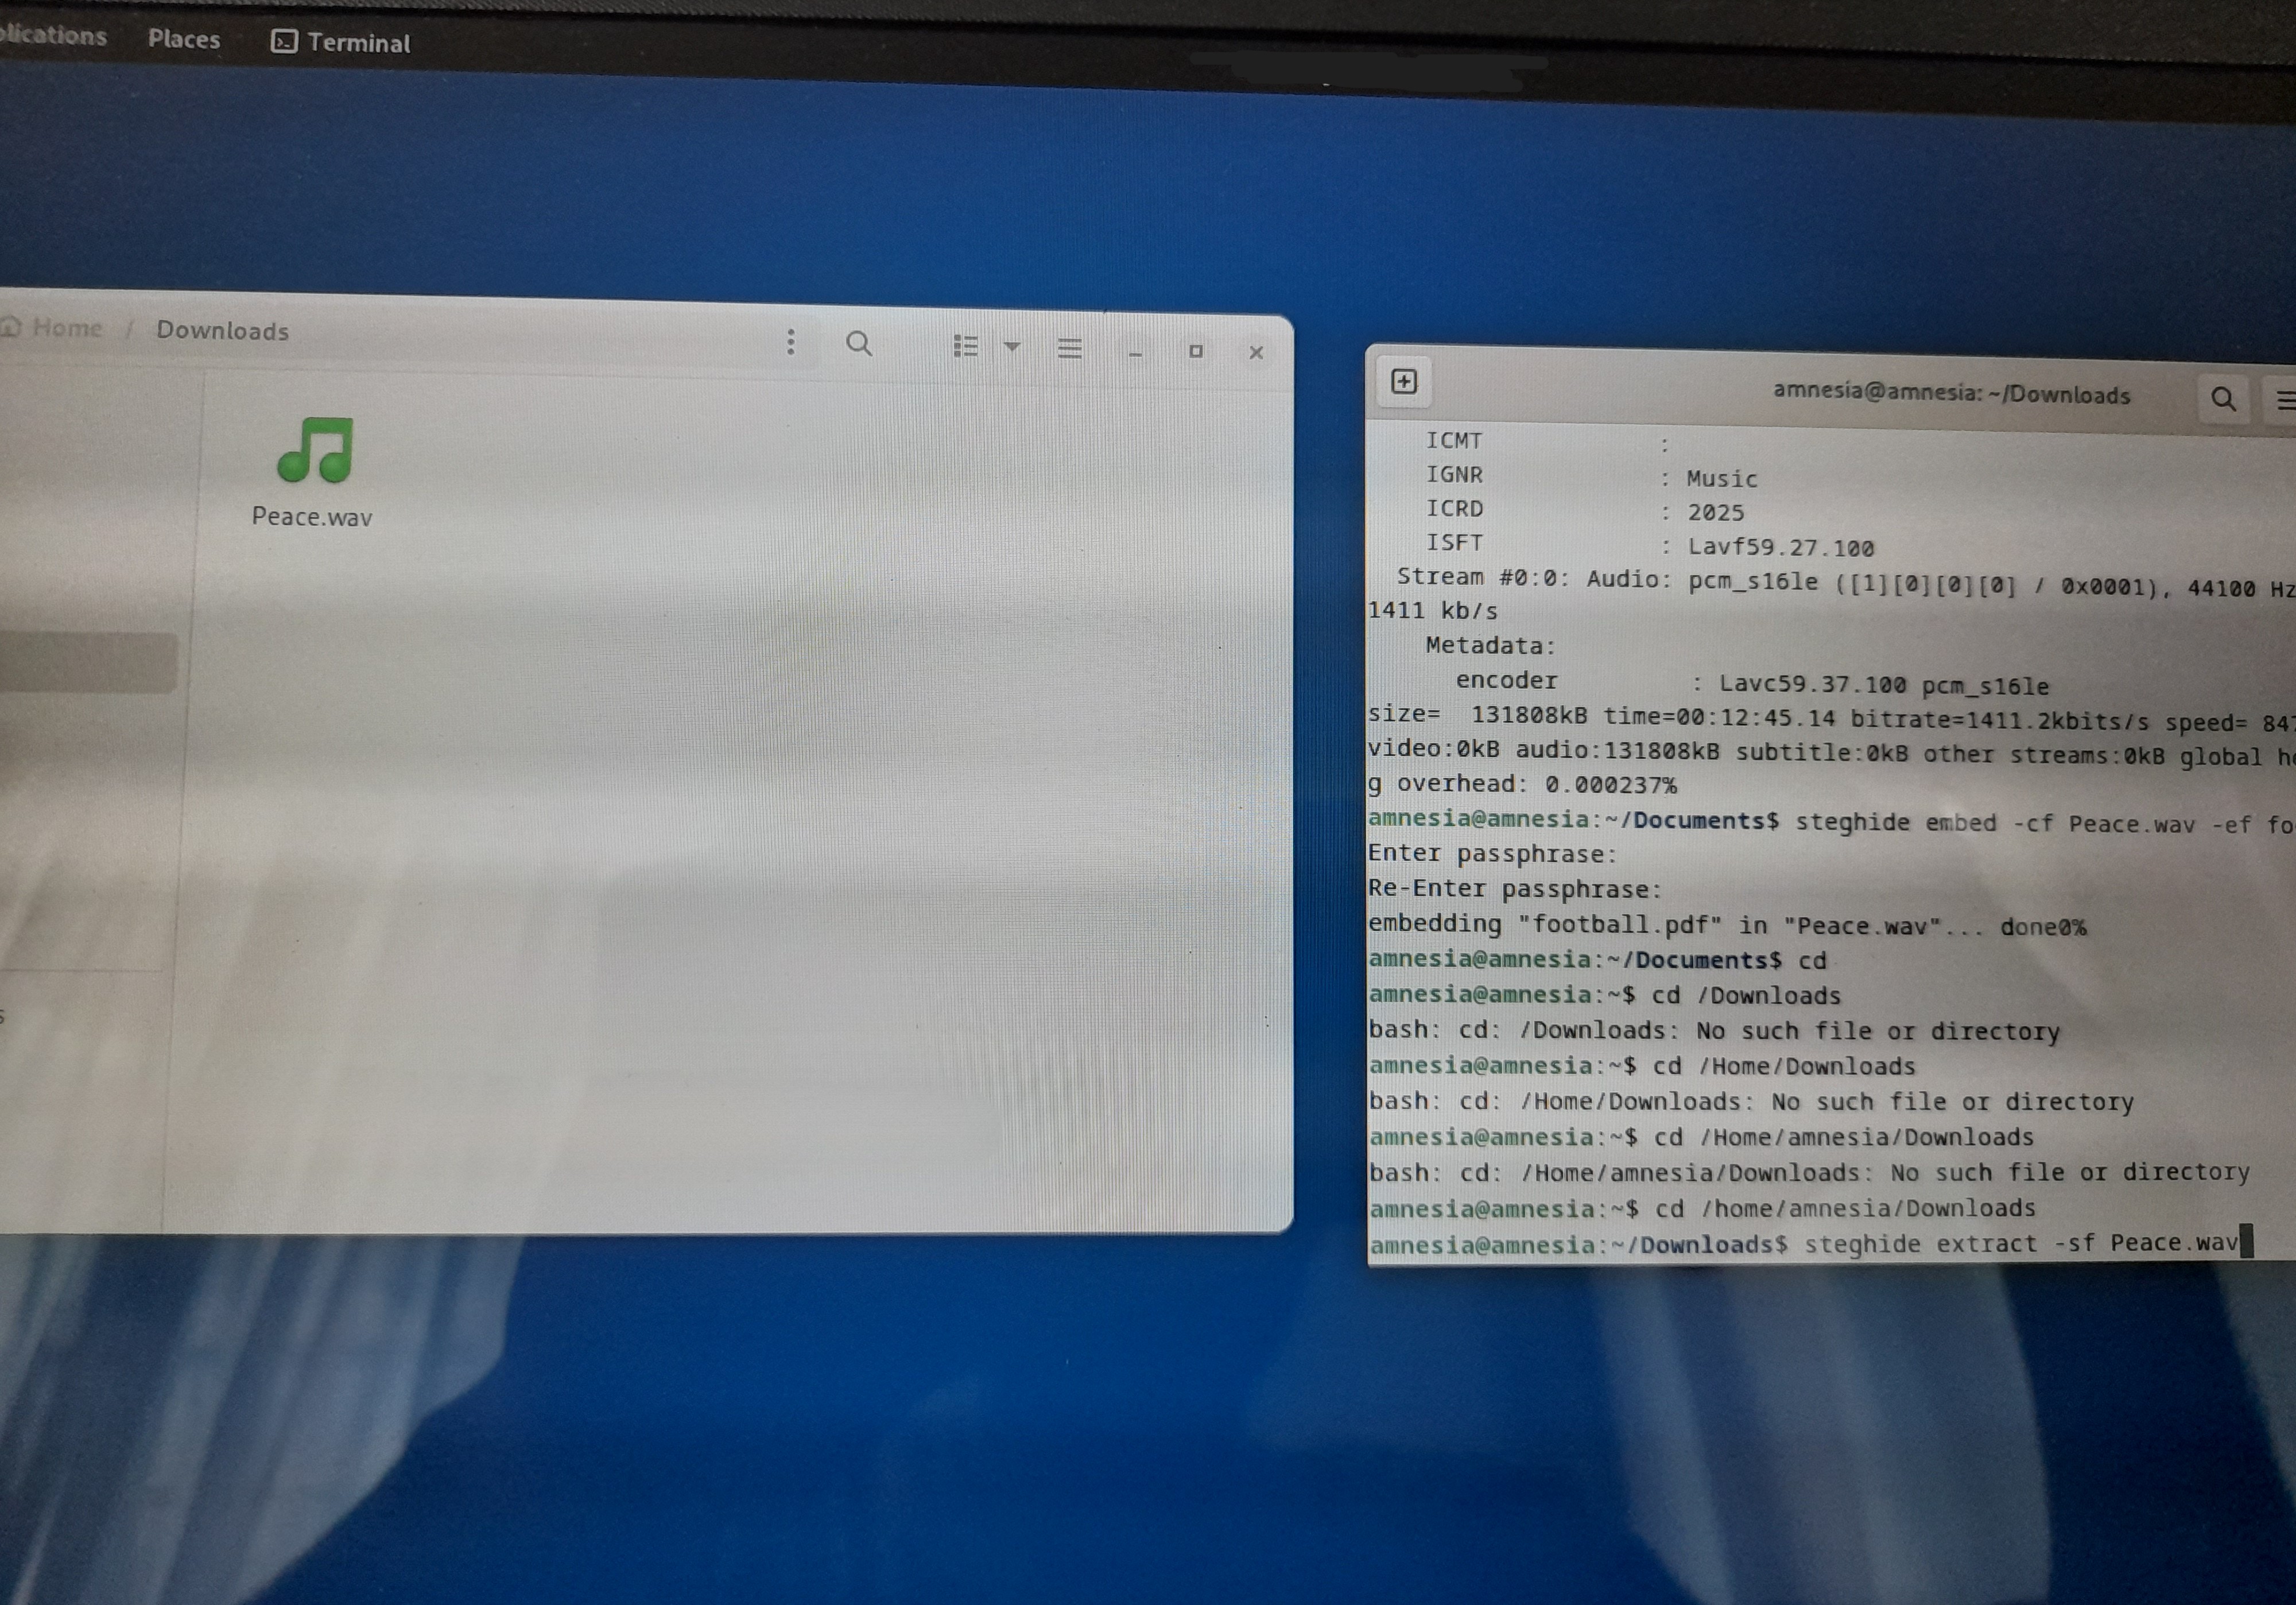 Places
Terminal
Home / Downloads
Peace.wav
amnesia@amnesia: ~/Downloads
ICMT :
IGNR : Music
ICRD : 2025
ISFT : Lavf59.27.100
Stream #0:0: Audio: pcm_s16le ([1][0][0][0] / 0x0001), 44100 Hz
1411 kb/s
Metadata:
encoder : Lavc59.37.100 pcm_s16le
size= 131808kB time=00:12:45.14 bitrate=1411.2kbits/s speed= 84
video:0kB audio:131808kB subtitle:0kB other streams:0kB global he
g overhead: 0.000237%
amnesia@amnesia:~/Documents$ steghide embed -cf Peace.wav -ef fo
Enter passphrase:
Re-Enter passphrase:
embedding "football.pdf" in "Peace.wav"... done0%
amnesia@amnesia:~/Documents$ cd
amnesia@amnesia:~$ cd /Downloads
bash: cd: /Downloads: No such file or directory
amnesia@amnesia:~$ cd /Home/Downloads
bash: cd: /Home/Downloads: No such file or directory
amnesia@amnesia:~$ cd /Home/amnesia/Downloads
bash: cd: /Home/amnesia/Downloads: No such file or directory
amnesia@amnesia:~$ cd /home/amnesia/Downloads
amnesia@amnesia:~/Downloads$ steghide extract -sf Peace.wav